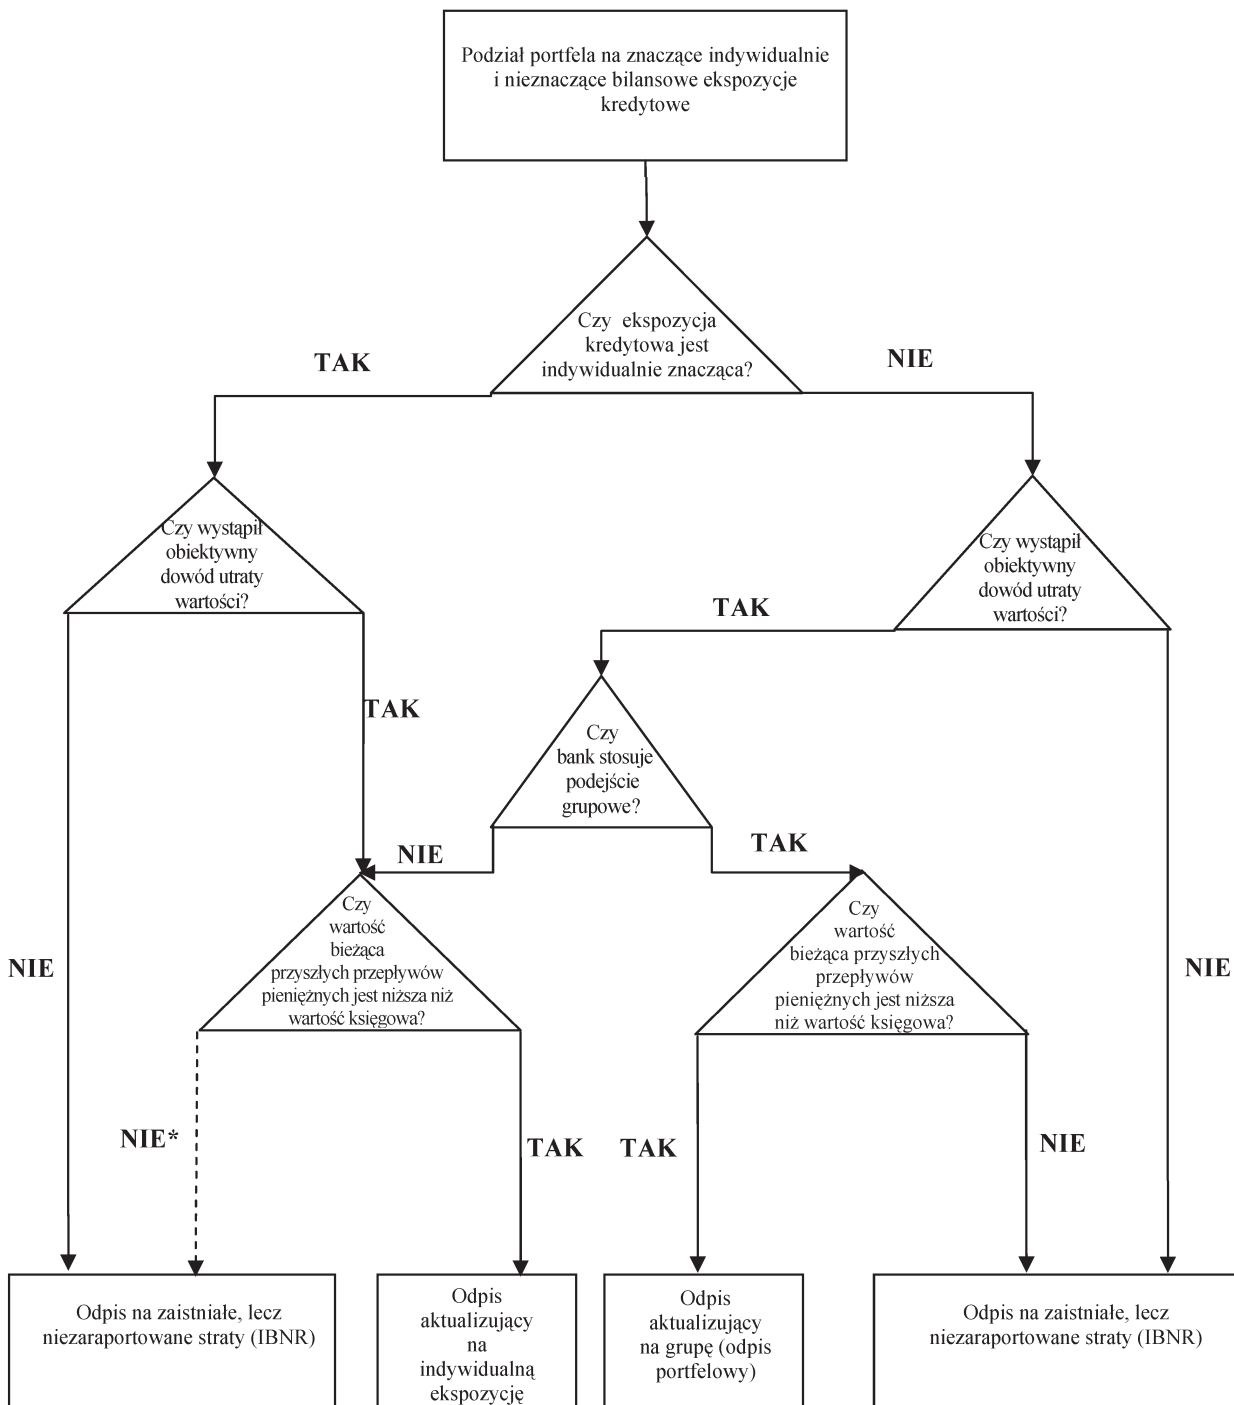 Podział portfela na znaczące indywidualnie
i nieznaczące bilansowe ekspozycje
kredytowe
Czy ekspozycja
kredytowa jest
indywidualnie znacząca?
TAK
NIE
Czy wystąpił
obiektywny
dowód utraty
wartości?
Czy wystąpił
obiektywny
dowód utraty
wartości?
TAK
TAK
Czy
bank stosuje
podejście
grupowe?
NIE
TAK
Czy
wartość
bieżąca
przyszłych przepływów
pieniężnych jest niższa niż
wartość księgowa?
Czy
wartość
bieżąca przyszłych
przepływów
pieniężnych jest niższa
niż wartość księgowa?
NIE
NIE
NIE*
TAK
TAK
NIE
Odpis na zaistniałe, lecz
niezaraportowane straty (IBNR)
Odpis
aktualizujący
na
indywidualną
ekspozycję
Odpis
aktualizujący
na grupę (odpis
portfelowy)
Odpis na zaistniałe, lecz
niezaraportowane straty (IBNR)